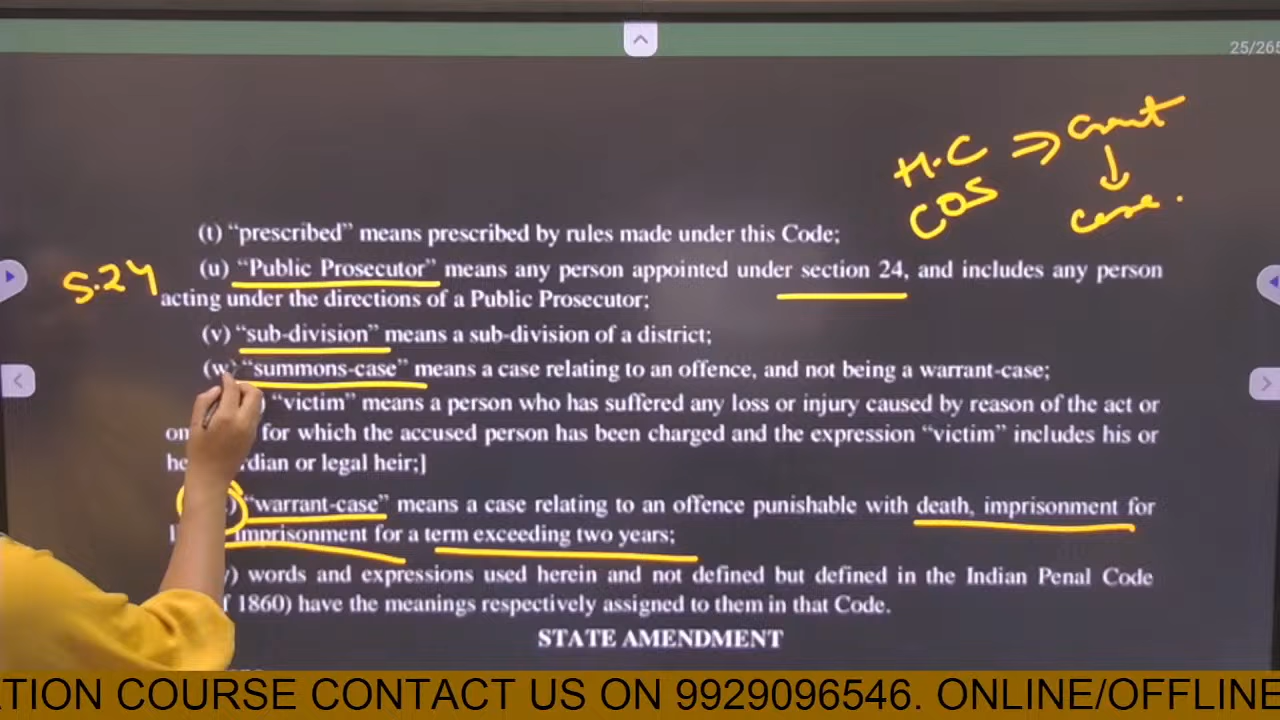 25/265
H.C ⇒ Govt
COS ↓
case.
(t) “prescribed” means prescribed by rules made under this Code;
S.24 (u) “Public Prosecutor” means any person appointed under section 24, and includes any person
acting under the directions of a Public Prosecutor;
(v) “sub-division” means a sub-division of a district;
(w) “summons-case” means a case relating to an offence, and not being a warrant-case;
“victim” means a person who has suffered any loss or injury caused by reason of the act or
for which the accused person has been charged and the expression “victim” includes his or
or legal heir;]
“warrant-case” means a case relating to an offence punishable with death, imprisonment for
imprisonment for a term exceeding two years;
words and expressions used herein and not defined but defined in the Indian Penal Code
1860) have the meanings respectively assigned to them in that Code.
STATE AMENDMENT
TION COURSE CONTACT US ON 9929096546. ONLINE/OFFLINE